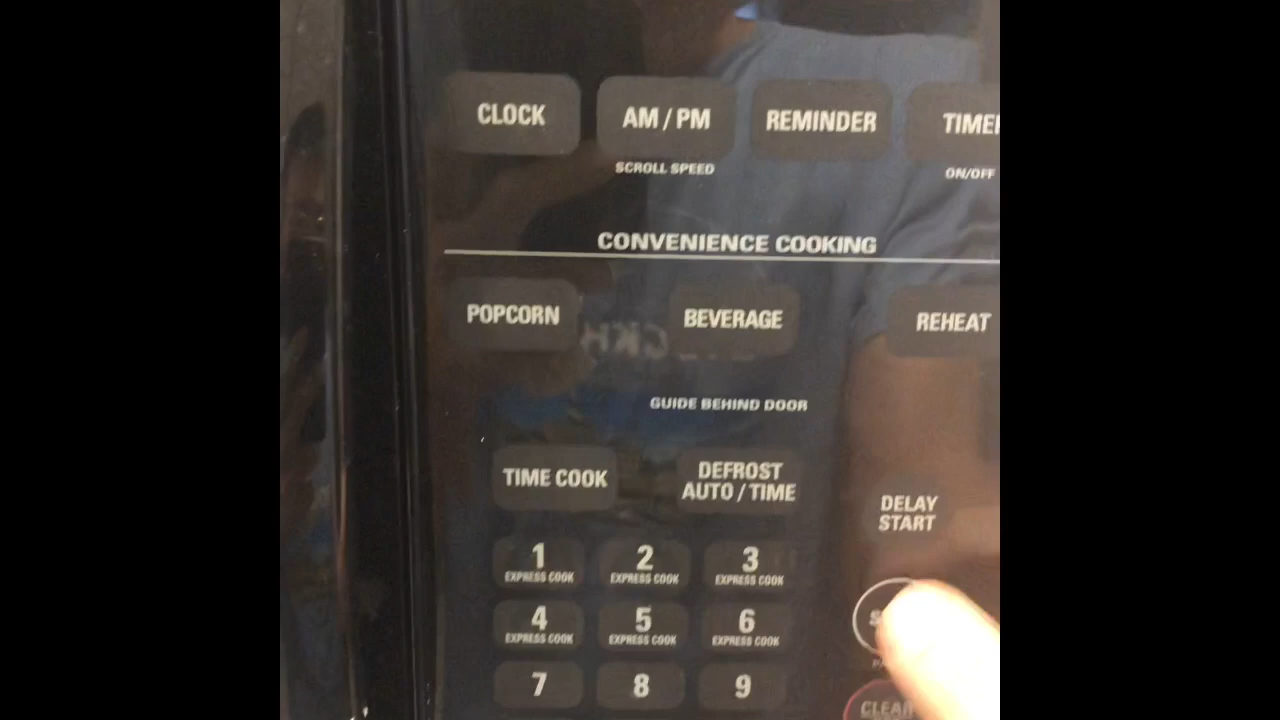 CLOCK
AM / PM
REMINDER
SCROLL SPEED
ON/OFF
CONVENIENCE COOKING
POPCORN
BEVERAGE
REHEAT
GUIDE BEHIND DOOR
TIME COOK
DEFROST
AUTO / TIME
DELAY
START
1
EXPRESS COOK
2
EXPRESS COOK
3
EXPRESS COOK
4
EXPRESS COOK
5
EXPRESS COOK
6
EXPRESS COOK
7
8
9